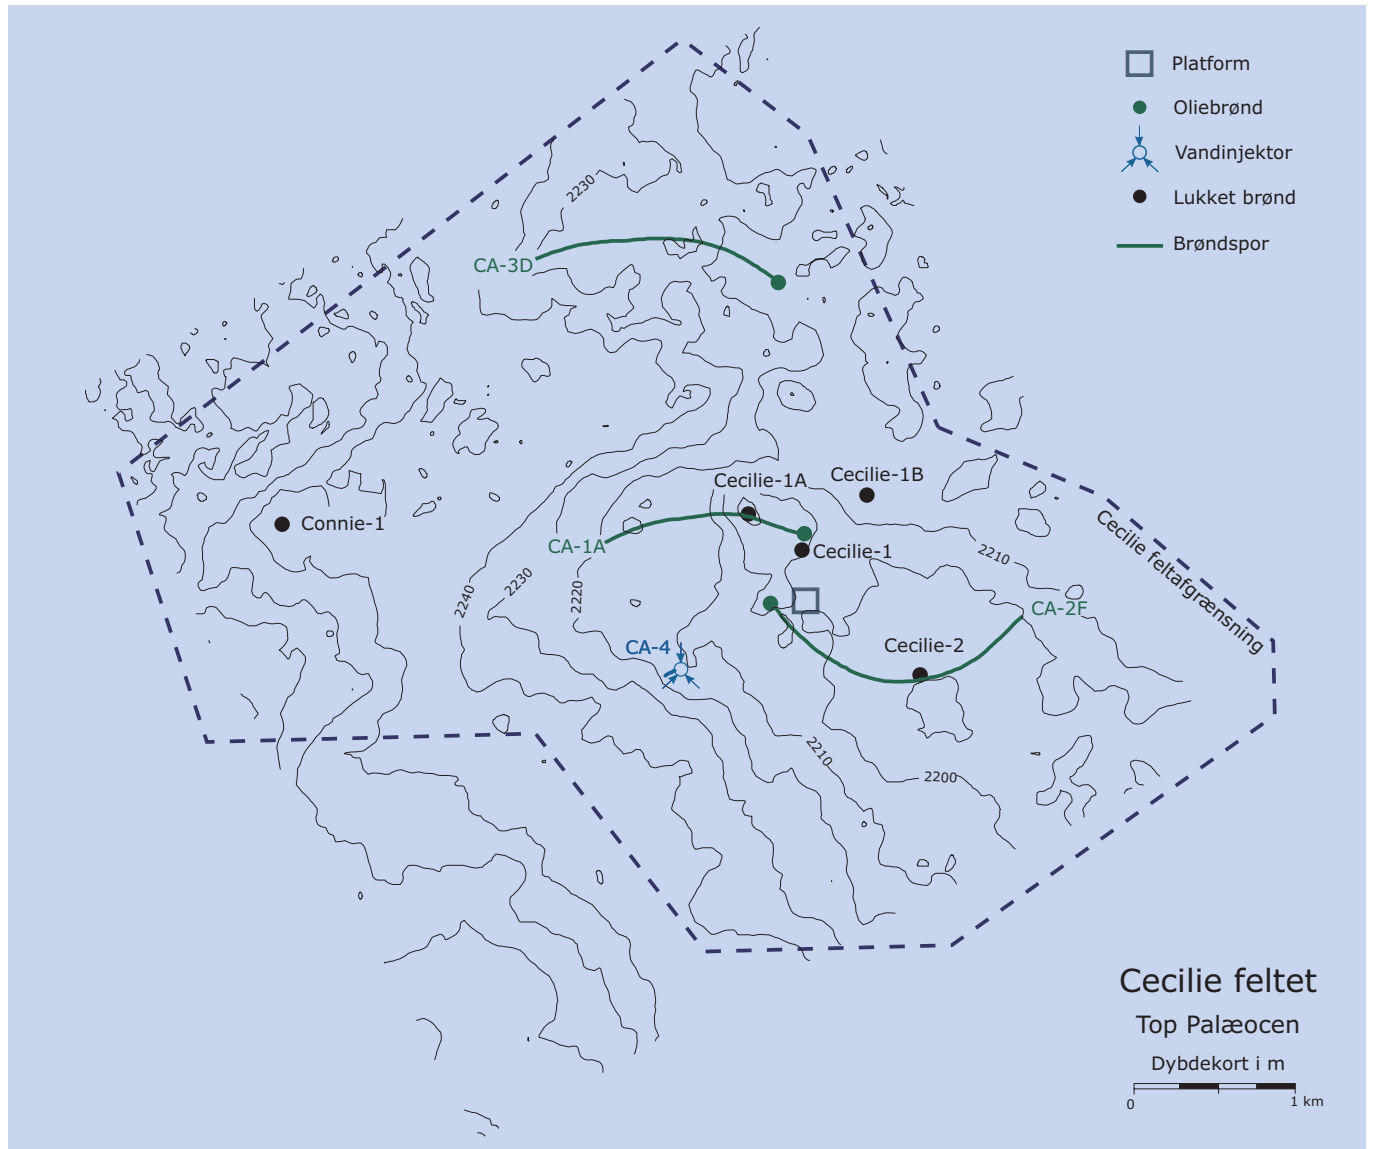 Platform
Oliebrønd
Vandinjektor
Lukket brønd
Brøndspor
2230
CA-3D
Cecilie-1A
Cecilie-1B
Connie-1
CA-1A
Cecilie-1
2210
Cecilie feltafgrænsning
2240
2230
2220
CA-2F
CA-4
Cecilie-2
2210
2200
Cecilie feltet
Top Palæocen
Dybdekort i m
0 1 km